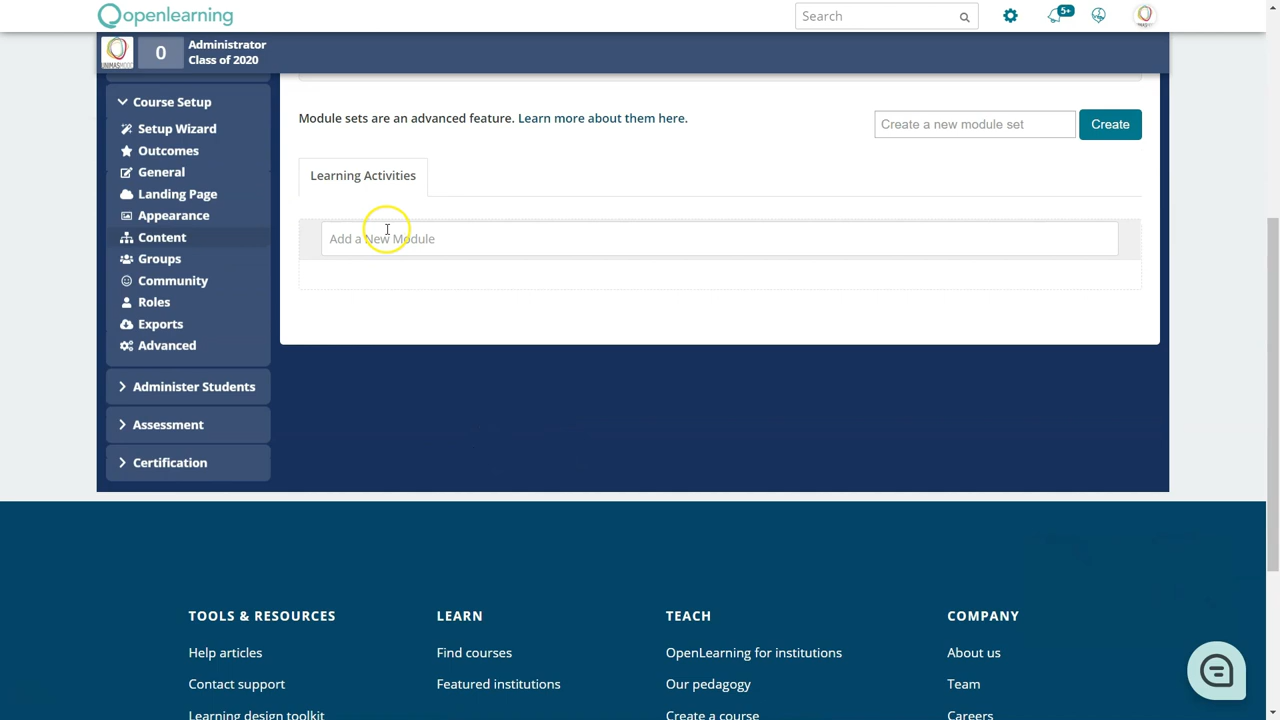 openlearning
Search
5+
0
Administrator
Class of 2020
Course Setup
Setup Wizard
Outcomes
General
Landing Page
Appearance
Content
Groups
Community
Roles
Exports
Advanced
Administer Students
Assessment
Certification
Module sets are an advanced feature. Learn more about them here.
Create a new module set
Create
Learning Activities
Add a New Module
TOOLS & RESOURCES
Help articles
Contact support
Learning design toolkit
LEARN
Find courses
Featured institutions
TEACH
OpenLearning for institutions
Our pedagogy
Create a course
COMPANY
About us
Team
Careers